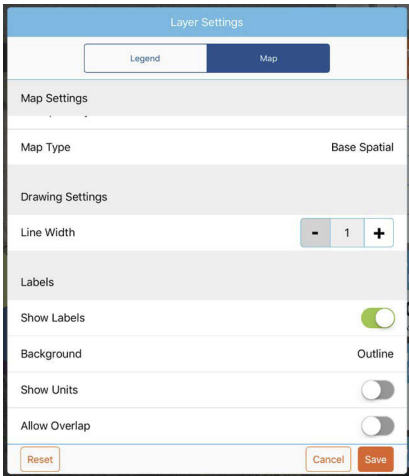 Layer Settings
Legend Map
Map Settings
Map Type Base Spatial
Drawing Settings
Line Width - 1 +
Labels
Show Labels
Background Outline
Show Units
Allow Overlap
Reset Cancel Save